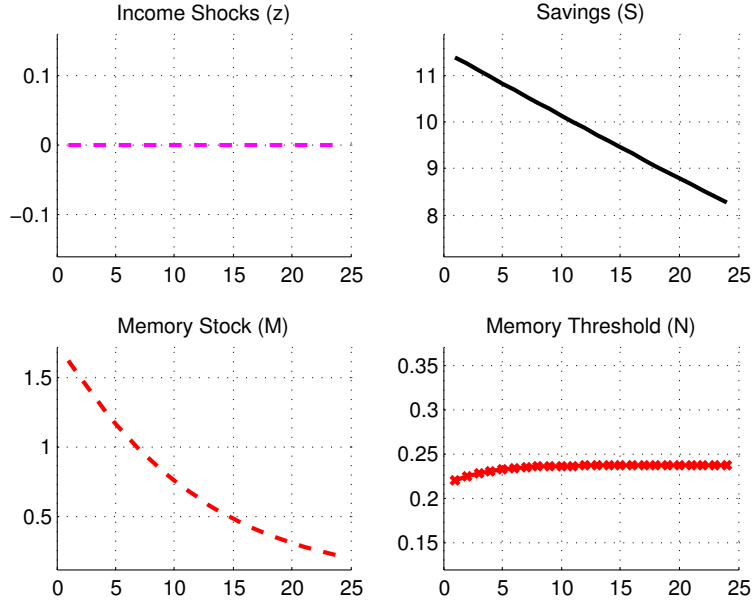 Income Shocks (z)
0.1
0
−0.1
0 5 10 15 20 25
Savings (S)
11
10
9
8
0 5 10 15 20 25
Memory Stock (M)
1.5
1
0.5
0 5 10 15 20 25
Memory Threshold (N)
0.35
0.3
0.25
0.2
0.15
0 5 10 15 20 25